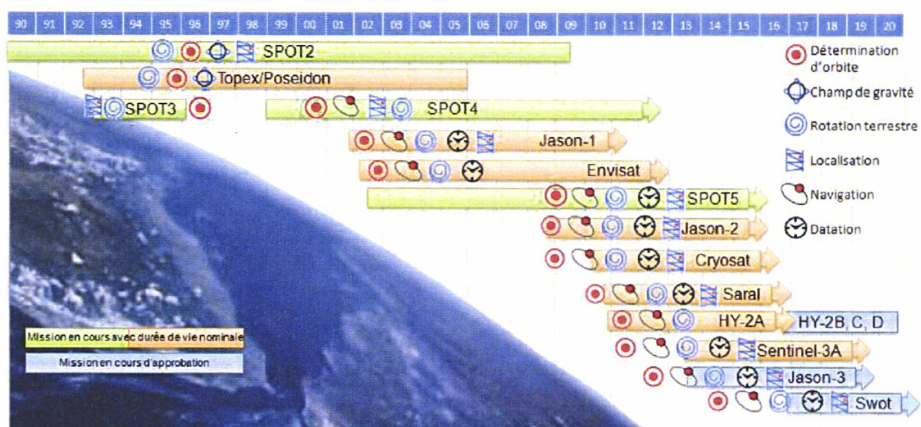 90 91 92 93 94 95 96 97 98 99 00 01 02 03 04 05 06 07 08 09 10 11 12 13 14 15 16 17 18 19 20
SPOT2
Topex/Poseidon
SPOT3
SPOT4
Jason-1
Envisat
SPOT5
Jason-2
Cryosat
Saral
HY-2A
HY-2B, C, D
Sentinel-3A
Jason-3
Swot
Détermination
d'orbite
Champ de gravité
Rotation terrestre
Localisation
Navigation
Datation
Mission en cours avec durée de vie nominale
Mission en cours d'approbation